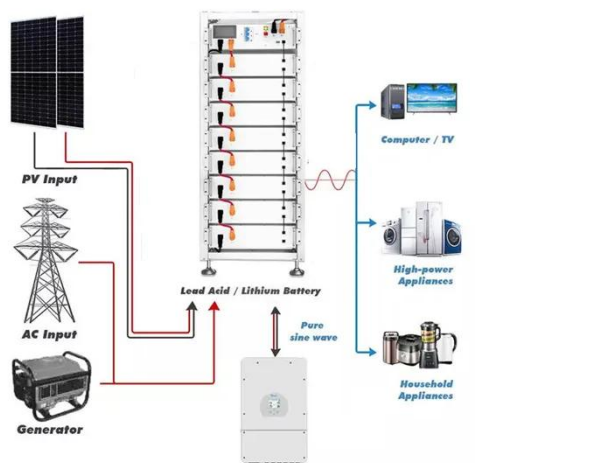 PV Input
AC Input
Generator
Lead Acid / Lithium Battery
Pure
sine wave
Computer / TV
High-power
Appliances
Household
Appliances